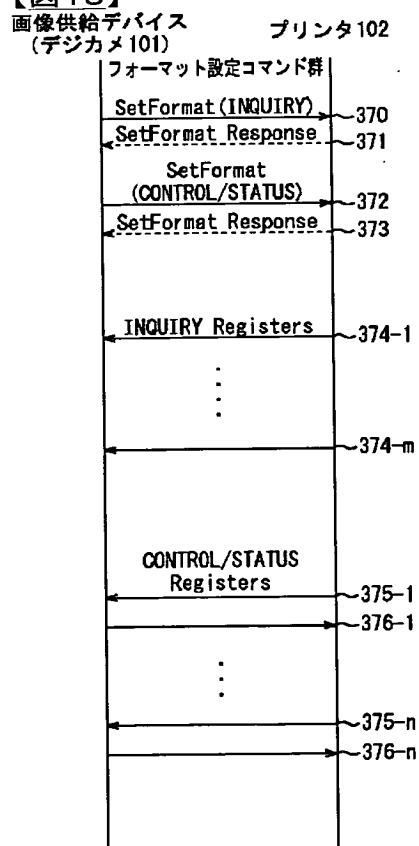 画像供給デバイス
(デジカメ101)
プリンタ102
フォーマット設定コマンド群
SetFormat(INQUIRY)
370
SetFormat Response
371
SetFormat
(CONTROL/STATUS)
372
SetFormat Response
373
INQUIRY Registers
374-1
374-m
CONTROL/STATUS
Registers
375-1
376-1
375-n
376-n